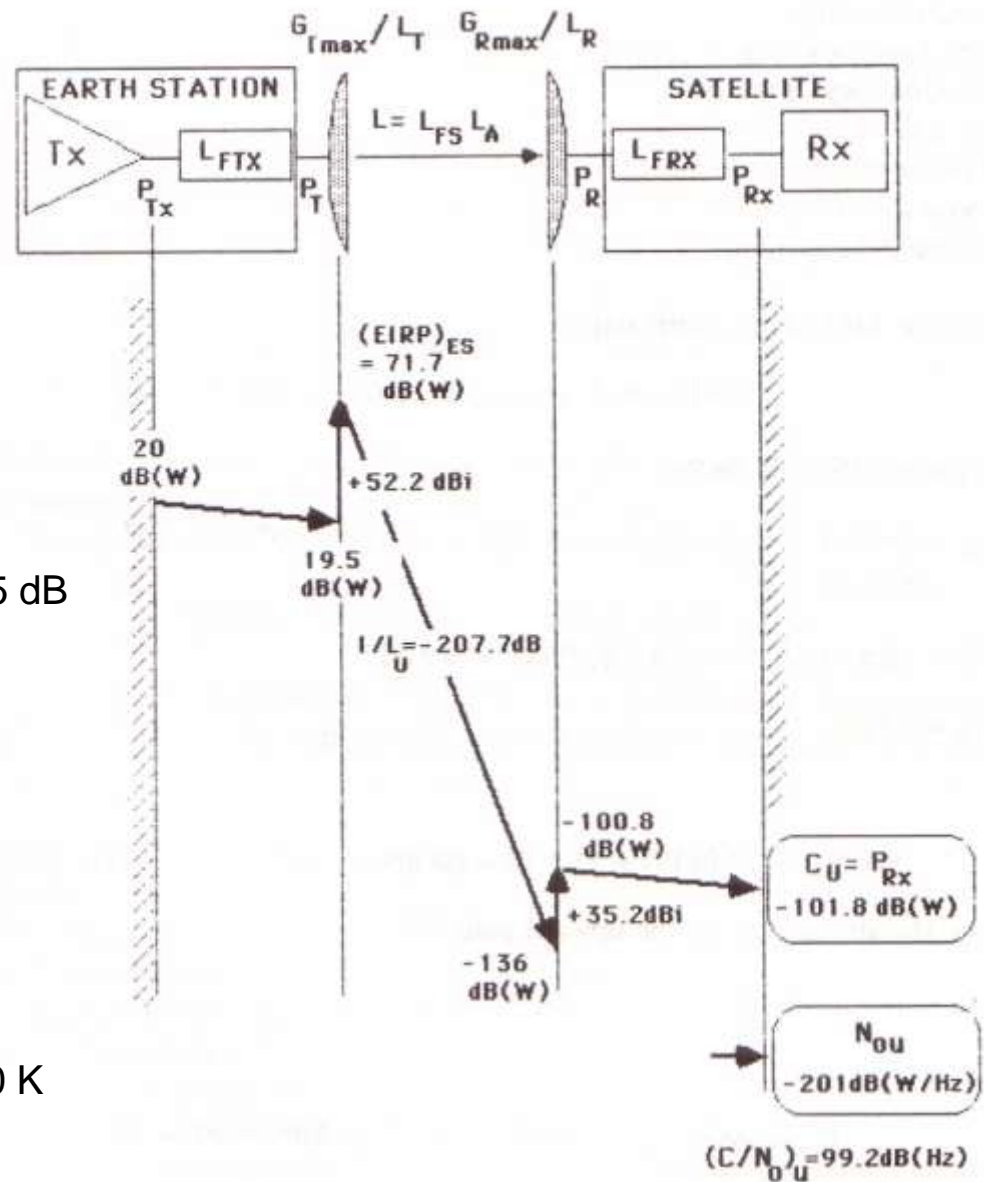 G_Tmax / L_T
G_Rmax / L_R
EARTH STATION
SATELLITE
Tx
L_FTX
L= L_FS L_A
L_FRX
Rx
P_Tx
P_T
P_R
P_Rx
(EIRP)_ES
= 71.7
dB(W)
20
dB(W)
+52.2 dBi
19.5
dB(W)
5 dB
1/L_U=-207.7dB
-100.8
dB(W)
+35.2dBi
C_U= P_Rx
-101.8 dB(W)
-136
dB(W)
N_0U
-201dB(W/Hz)
0 K
(C/N_0)_U=99.2dB(Hz)